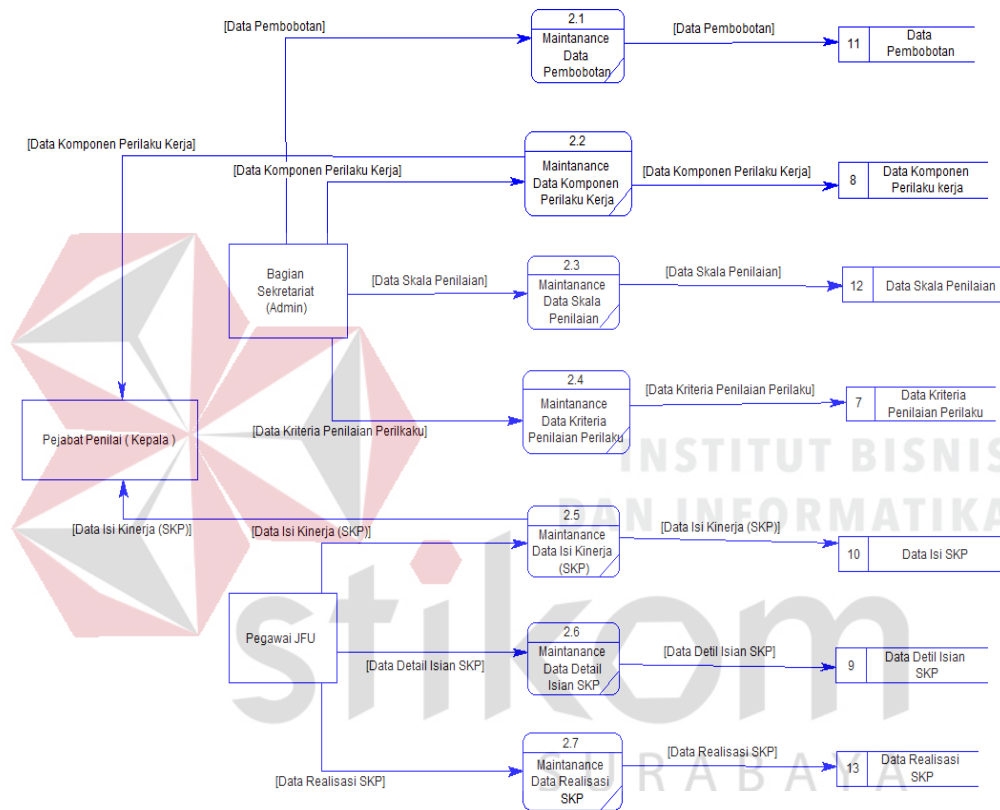 [Data Pembobotan]
2.1
Maintanance
Data
Pembobotan
[Data Pembobotan]
11
Data
Pembobotan
[Data Komponen Perilaku Kerja]
[Data Komponen Perilaku Kerja]
2.2
Maintanance
Data Komponen
Perilaku Kerja
[Data Komponen Perilaku Kerja]
8
Data Komponen
Perilaku kerja
Bagian
Sekretariat
(Admin)
[Data Skala Penilaian]
2.3
Maintanance
Data Skala
Penilaian
[Data Skala Penilaian]
12
Data Skala Penilaian
Pejabat Penilai ( Kepala )
[Data Kriteria Penilaian Perilkaku]
2.4
Maintanance
Data Kriteria
Penilaian Perilaku
[Data Kriteria Penilaian Perilaku]
7
Data Kriteria
Penilaian Perilaku
INSTITUT BISNIS
DAN INFORMATIKA
[Data Isi Kinerja (SKP)]
[Data Isi Kinerja (SKP)]
2.5
Maintanance
Data Isi Kinerja
(SKP)
[Data Isi Kinerja (SKP)]
10
Data Isi SKP
stikom
Pegawai JFU
[Data Detail Isian SKP]
2.6
Maintanance
Data Detail
Isian SKP
[Data Detil Isian SKP]
9
Data Detil Isian
SKP
[Data Realisasi SKP]
2.7
Maintanance
Data Realisasi
SKP
[Data Realisasi SKP]
13
Data Realisasi
SKP
SURABAYA